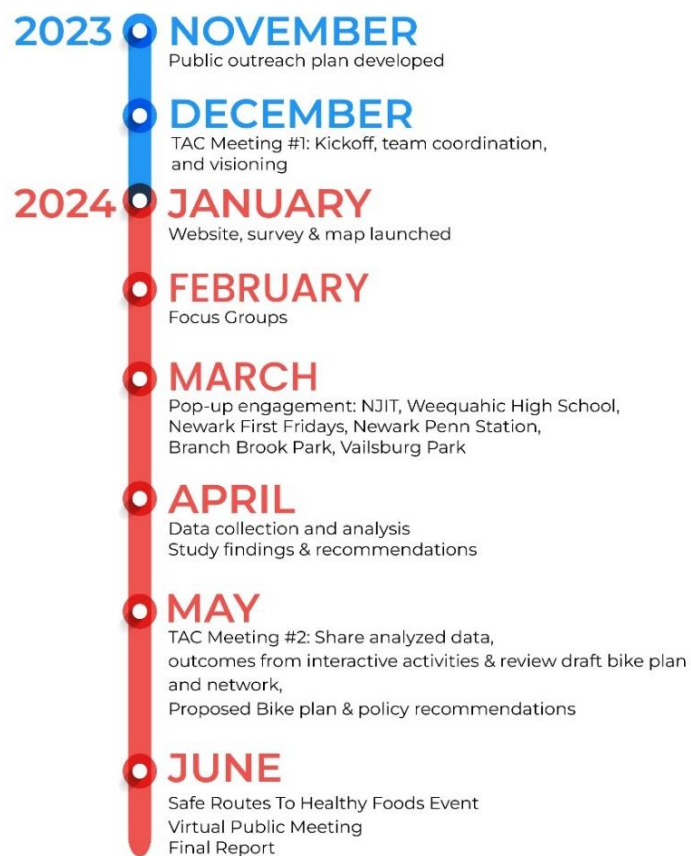 2023 NOVEMBER
Public outreach plan developed
DECEMBER
TAC Meeting #1: Kickoff, team coordination,
and visioning
2024 JANUARY
Website, survey & map launched
FEBRUARY
Focus Groups
MARCH
Pop-up engagement: NJIT, Weequahic High School,
Newark First Fridays, Newark Penn Station,
Branch Brook Park, Vailsburg Park
APRIL
Data collection and analysis
Study findings & recommendations
MAY
TAC Meeting #2: Share analyzed data,
outcomes from interactive activities & review draft bike plan
and network,
Proposed Bike plan & policy recommendations
JUNE
Safe Routes To Healthy Foods Event
Virtual Public Meeting
Final Report